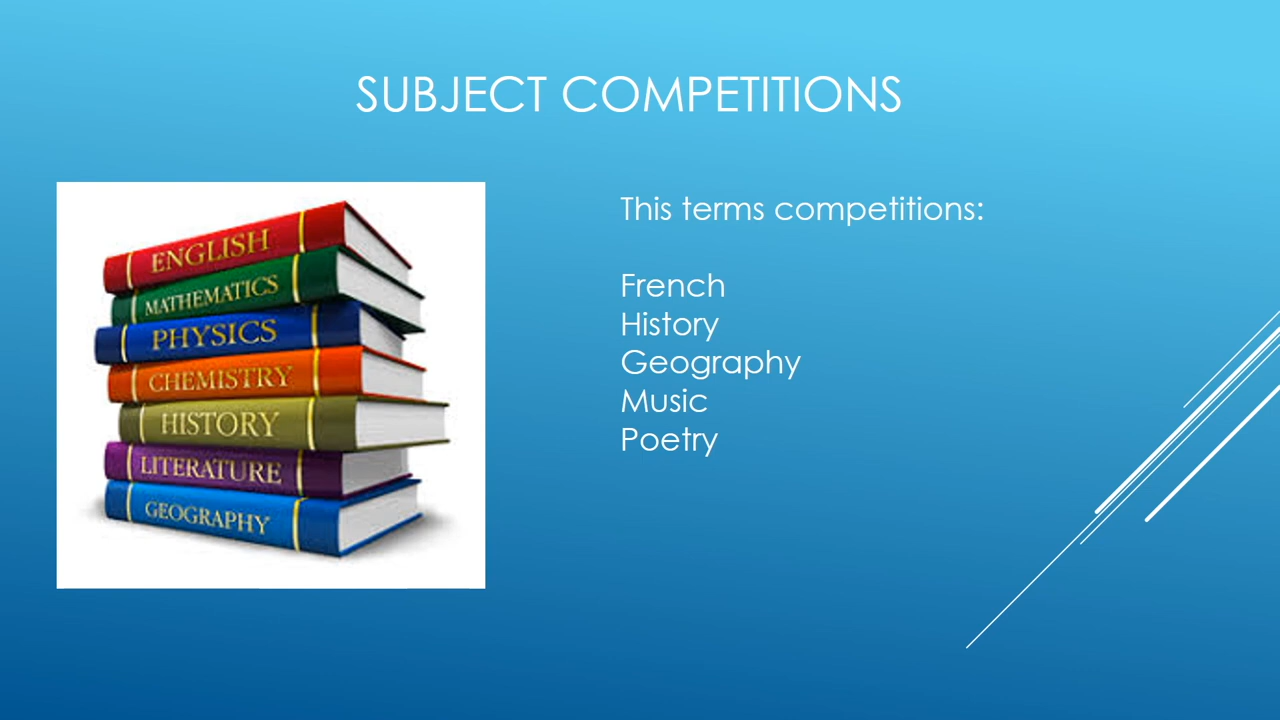 SUBJECT COMPETITIONS
ENGLISH
MATHEMATICS
PHYSICS
CHEMISTRY
HISTORY
LITERATURE
GEOGRAPHY
This terms competitions:
French
History
Geography
Music
Poetry